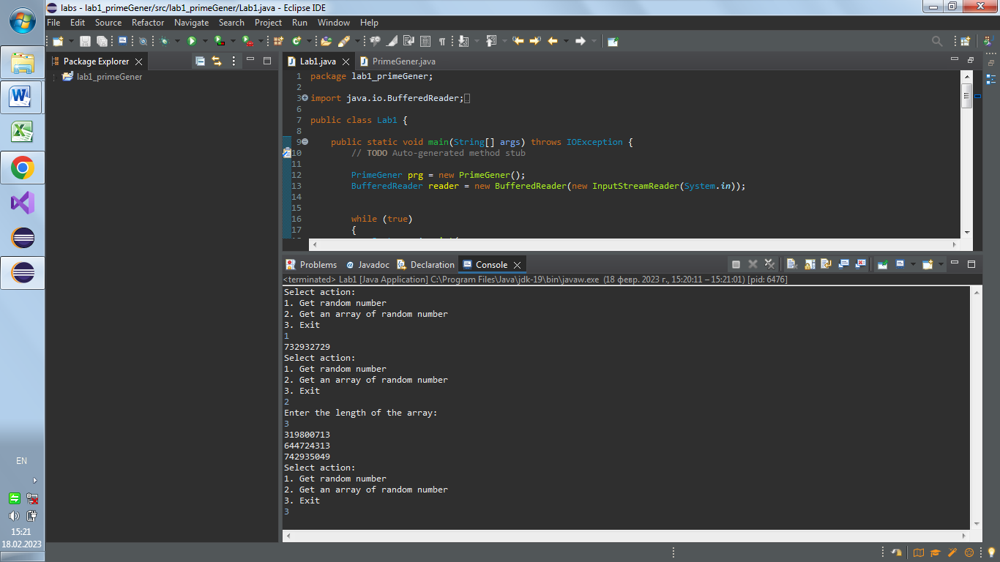 labs - lab1_primeGener/src/lab1_primeGener/Lab1.java - Eclipse IDE
File Edit Source Refactor Navigate Search Project Run Window Help
Package Explorer
lab1_primeGener
Lab1.java PrimeGener.java
1 package lab1_primeGener;
2
3 import java.io.BufferedReader;
6
7 public class Lab1 {
8
9 public static void main(String[] args) throws IOException {
10 // TODO Auto-generated method stub
11
12 PrimeGener prg = new PrimeGener();
13 BufferedReader reader = new BufferedReader(new InputStreamReader(System.in));
14
15
16 while (true)
17 {
Problems @ Javadoc Declaration Console
<terminated> Lab1 [Java Application] C:\Program Files\Java\jdk-19\bin\javaw.exe (18 февр. 2023 г., 15:20:11 – 15:21:01) [pid: 6476]
Select action:
1. Get random number
2. Get an array of random number
3. Exit
1
732932729
Select action:
1. Get random number
2. Get an array of random number
3. Exit
2
Enter the length of the array:
3
319800713
644724313
742935049
Select action:
1. Get random number
2. Get an array of random number
3. Exit
3
EN
15:21
18.02.2023